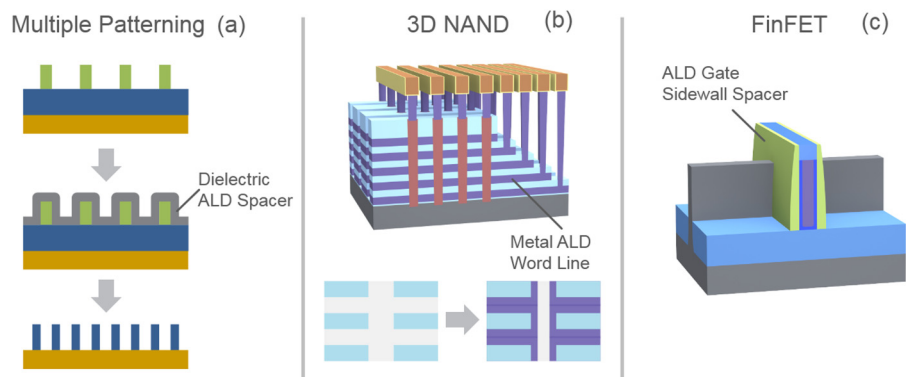 Multiple Patterning (a)
Dielectric
ALD Spacer
3D NAND (b)
Metal ALD
Word Line
FinFET (c)
ALD Gate
Sidewall Spacer